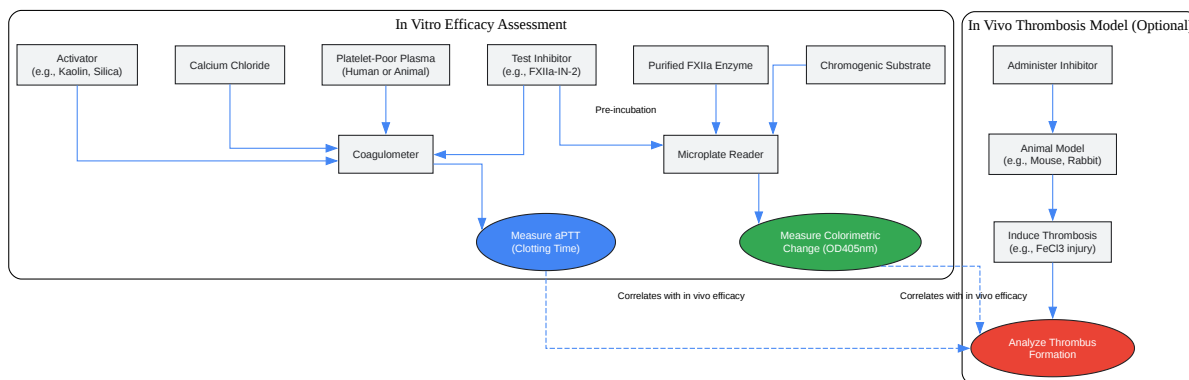 In Vitro Efficacy Assessment
In Vivo Thrombosis Model (Optional)
Activator
(e.g., Kaolin, Silica)
Calcium Chloride
Platelet-Poor Plasma
(Human or Animal)
Test Inhibitor
(e.g., FXIIa-IN-2)
Purified FXIIa Enzyme
Chromogenic Substrate
Administer Inhibitor
Pre-incubation
Coagulometer
Microplate Reader
Animal Model
(e.g., Mouse, Rabbit)
Measure aPTT
(Clotting Time)
Measure Colorimetric
Change (OD405nm)
Induce Thrombosis
(e.g., FeCl3 injury)
Correlates with in vivo efficacy
Correlates with in vivo efficacy
Analyze Thrombus
Formation